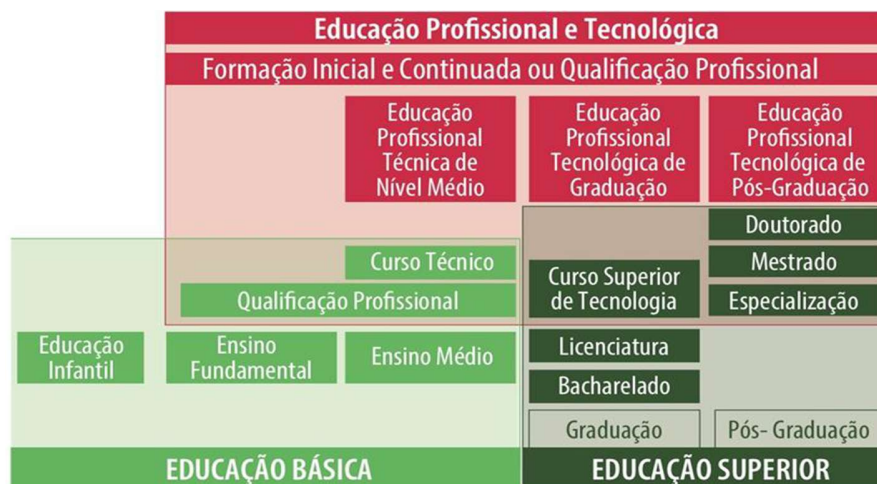 Educação Profissional e Tecnológica
Formação Inicial e Continuada ou Qualificação Profissional
Educação
Profissional
Técnica de
Nível Médio
Educação
Profissional
Tecnológica de
Graduação
Educação
Profissional
Tecnológica de
Pós-Graduação
Doutorado
Mestrado
Especialização
Curso Técnico
Qualificação Profissional
Curso Superior
de Tecnologia
Educação
Infantil
Ensino
Fundamental
Ensino Médio
Licenciatura
Bacharelado
Graduação
Pós- Graduação
EDUCAÇÃO BÁSICA
EDUCAÇÃO SUPERIOR